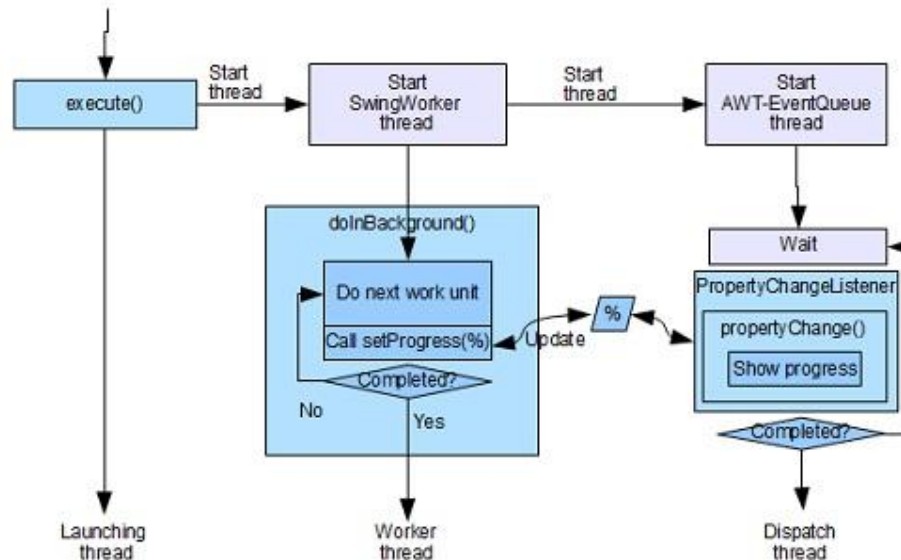 execute()
Start
thread
Start
SwingWorker
thread
Start
thread
Start
AWT-EventQueue
thread
doInBackground()
Do next work unit
Call setProgress(%)
Completed?
No
Yes
Update
%
Wait
PropertyChangeListener
propertyChange()
Show progress
Completed?
Launching
thread
Worker
thread
Dispatch
thread